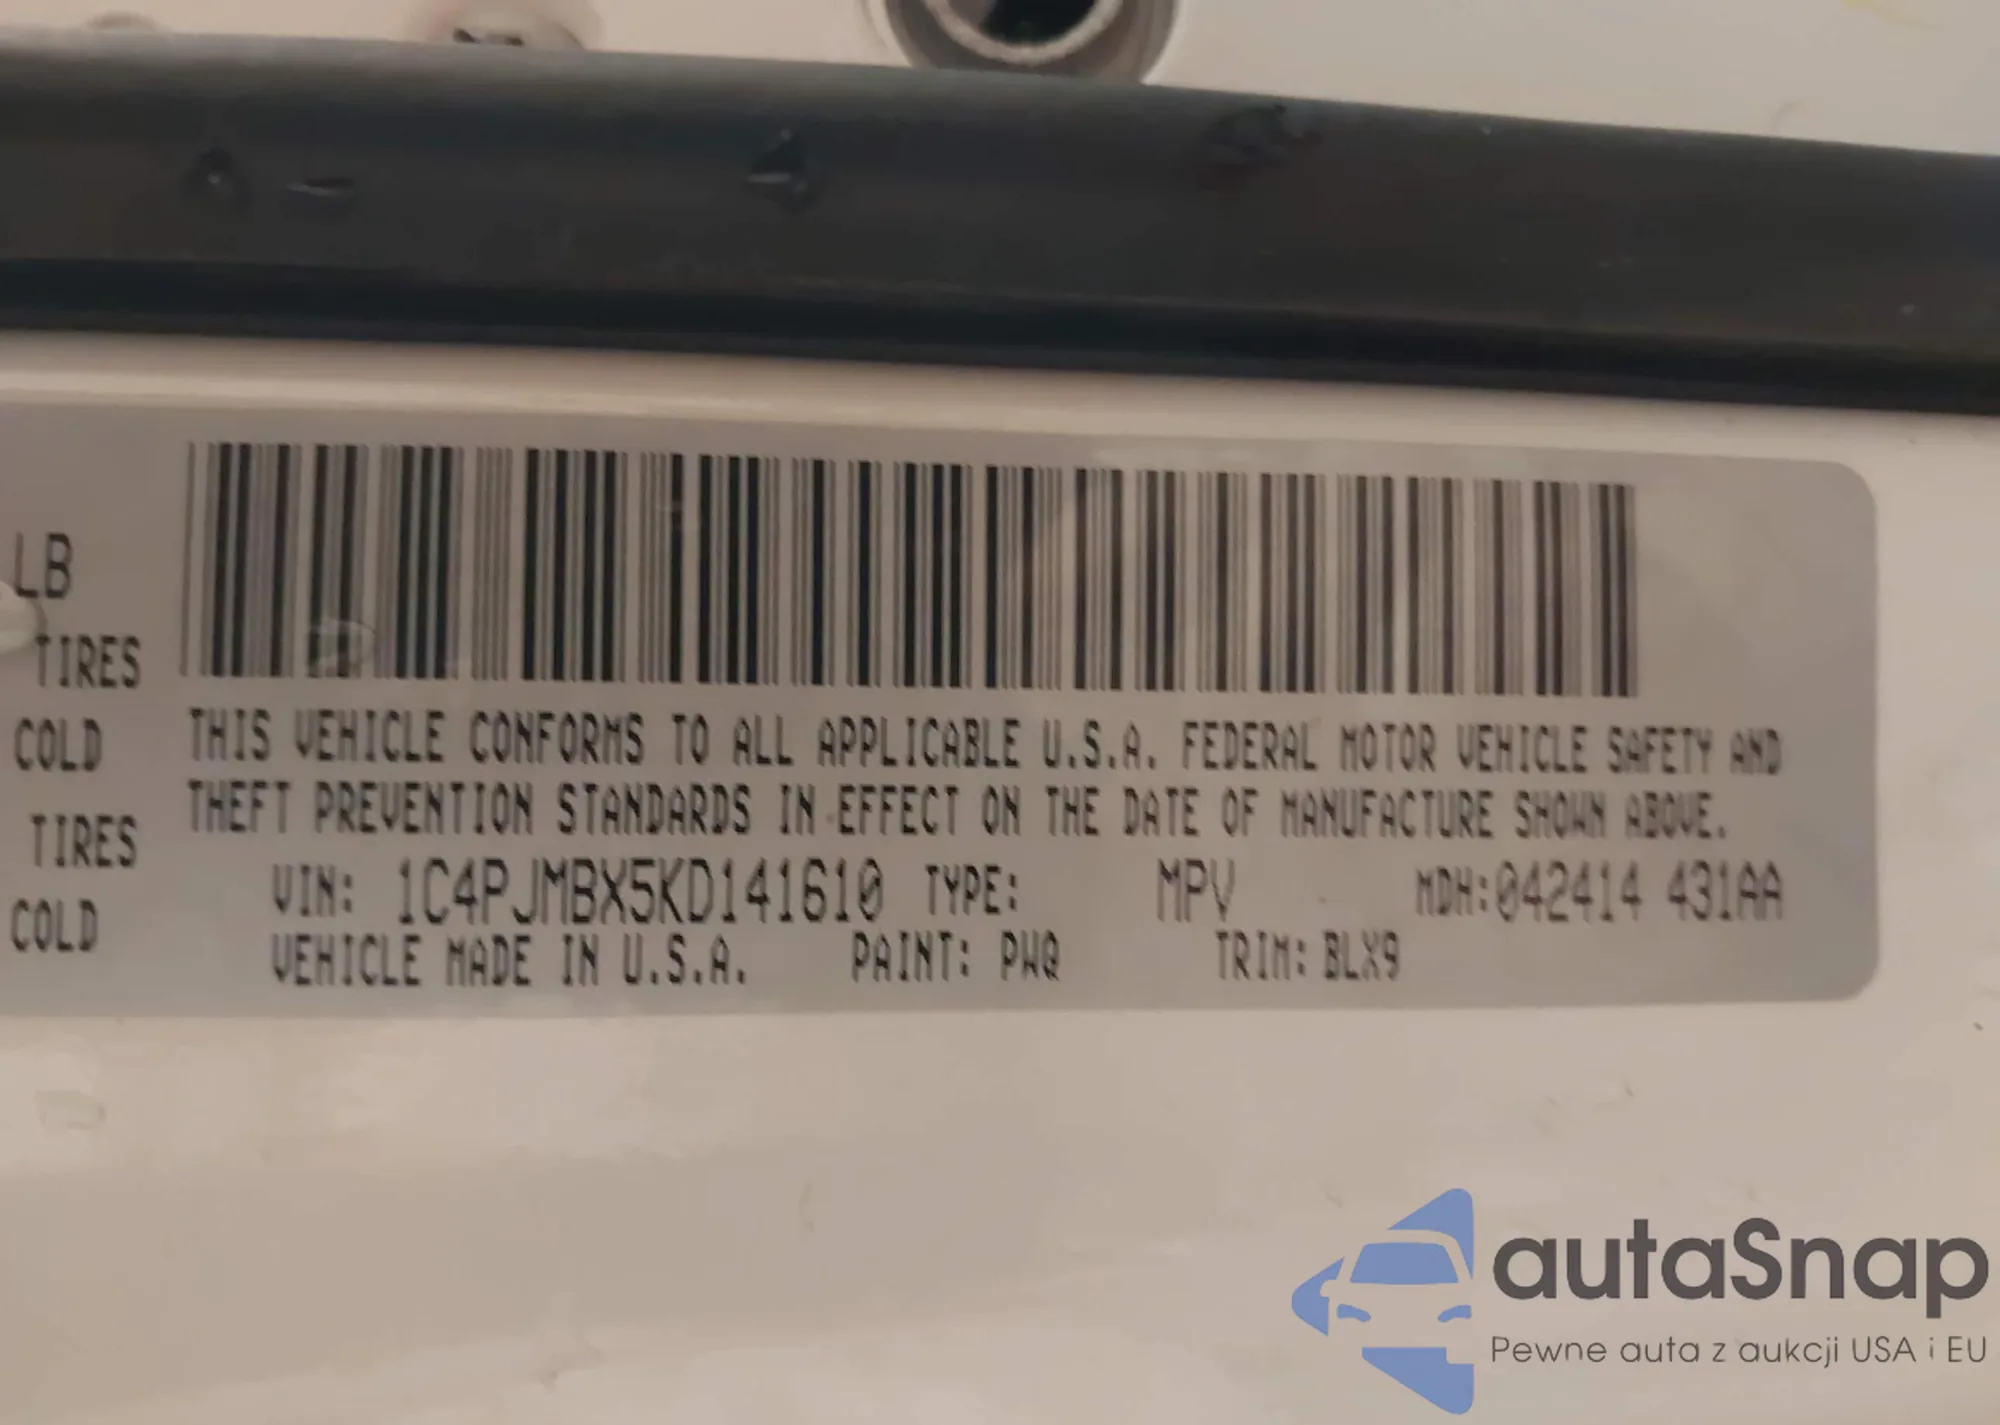 LB
TIRES
COLD
TIRES
COLD
THIS VEHICLE CONFORMS TO ALL APPLICABLE U.S.A. FEDERAL MOTOR VEHICLE SAFETY AND
THEFT PREVENTION STANDARDS IN EFFECT ON THE DATE OF MANUFACTURE SHOWN ABOVE.
VIN: 1C4PJMBX5KD141610 TYPE: MPV MDH:042414 431AA
VEHICLE MADE IN U.S.A. PAINT: PWQ TRIM: BLX9
autaSnap
Pewne auta z aukcji USA i EU